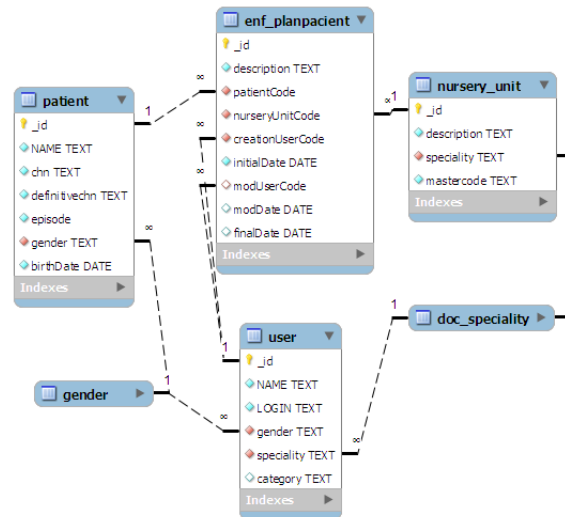 enf_planpacient
_id
description TEXT
patientCode
nurseryUnitCode
creationUserCode
initialDate DATE
modUserCode
modDate DATE
finalDate DATE
Indexes
patient
_id
NAME TEXT
chn TEXT
definitivechn TEXT
episode
gender TEXT
birthDate DATE
Indexes
nursery_unit
_id
description TEXT
speciality TEXT
mastercode TEXT
Indexes
1
∞
∞
1
∞
∞
∞
1
doc_speciality
user
_id
NAME TEXT
LOGIN TEXT
gender TEXT
speciality TEXT
category TEXT
Indexes
1
gender
1
∞
∞